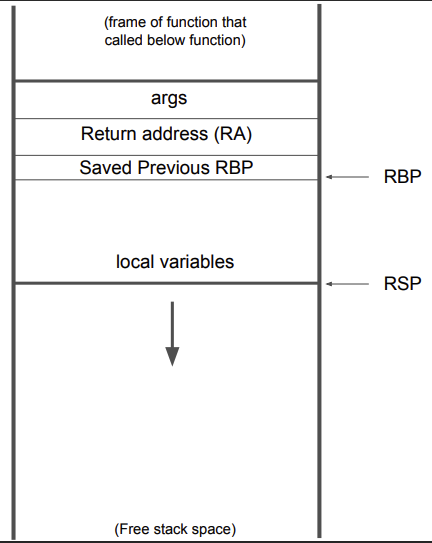 (frame of function that
called below function)
args
Return address (RA)
Saved Previous RBP
RBP
local variables
RSP
(Free stack space)